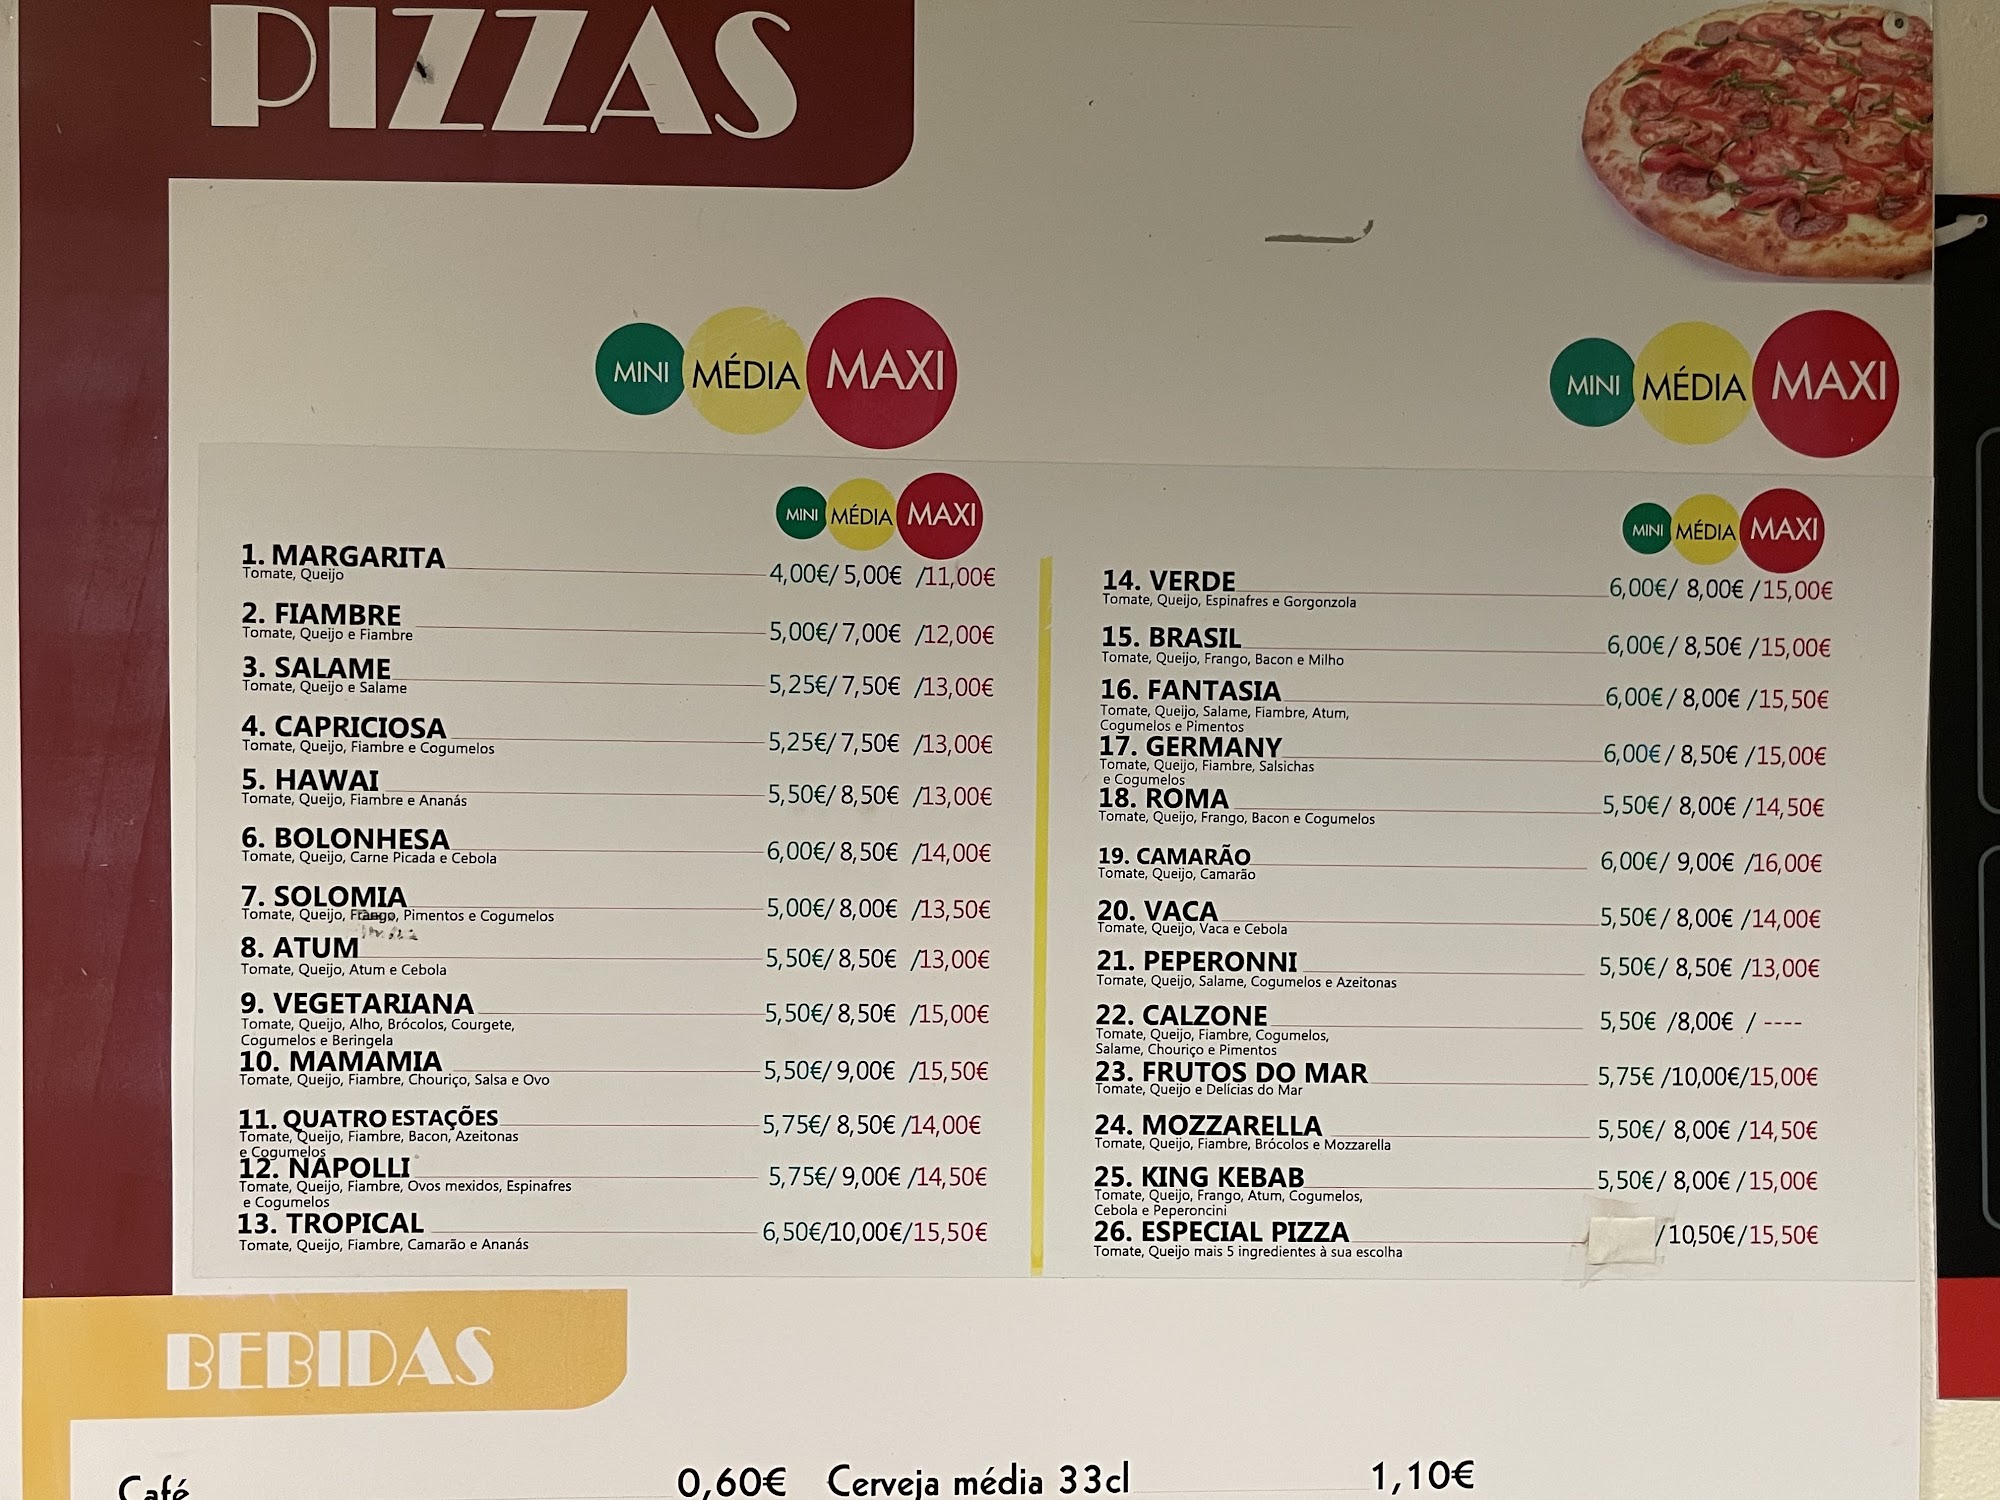 PIZZAS
MINI MÉDIA MAXI
MINI MÉDIA MAXI
MINI MÉDIA MAXI
1. MARGARITA 4,00€/ 5,00€ /11,00€
Tomate, Queijo
2. FIAMBRE 5,00€/ 7,00€ /12,00€
Tomate, Queijo e Fiambre
3. SALAME 5,25€/ 7,50€ /13,00€
Tomate, Queijo e Salame
4. CAPRICIOSA 5,25€/ 7,50€ /13,00€
Tomate, Queijo, Fiambre e Cogumelos
5. HAWAI 5,50€/ 8,50€ /13,00€
Tomate, Queijo, Fiambre e Ananás
6. BOLONHESA 6,00€/ 8,50€ /14,00€
Tomate, Queijo, Carne Picada e Cebola
7. SOLOMIA 5,00€/ 8,00€ /13,50€
Tomate, Queijo, Frango, Pimentos e Cogumelos
8. ATUM 5,50€/ 8,50€ /13,00€
Tomate, Queijo, Atum e Cebola
9. VEGETARIANA 5,50€/ 8,50€ /15,00€
Tomate, Queijo, Alho, Brócolos, Courgete,
Cogumelos e Beringela
10. MAMAMIA 5,50€/ 9,00€ /15,50€
Tomate, Queijo, Fiambre, Chouriço, Salsa e Ovo
11. QUATRO ESTAÇÕES 5,75€/ 8,50€ /14,00€
Tomate, Queijo, Fiambre, Bacon, Azeitonas
e Cogumelos
12. NAPOLLI 5,75€/ 9,00€ /14,50€
Tomate, Queijo, Fiambre, Ovos mexidos, Espinafres
e Cogumelos
13. TROPICAL 6,50€/10,00€/15,50€
Tomate, Queijo, Fiambre, Camarão e Ananás
MINI MÉDIA MAXI
14. VERDE 6,00€/ 8,00€ /15,00€
Tomate, Queijo, Espinafres e Gorgonzola
15. BRASIL 6,00€/ 8,50€ /15,00€
Tomate, Queijo, Frango, Bacon e Milho
16. FANTASIA 6,00€/ 8,00€ /15,50€
Tomate, Queijo, Salame, Fiambre, Atum,
Cogumelos e Pimentos
17. GERMANY 6,00€/ 8,50€ /15,00€
Tomate, Queijo, Fiambre, Salsichas
e Cogumelos
18. ROMA 5,50€/ 8,00€ /14,50€
Tomate, Queijo, Frango, Bacon e Cogumelos
19. CAMARÃO 6,00€/ 9,00€ /16,00€
Tomate, Queijo, Camarão
20. VACA 5,50€/ 8,00€ /14,00€
Tomate, Queijo, Vaca e Cebola
21. PEPERONNI 5,50€/ 8,50€ /13,00€
Tomate, Queijo, Salame, Cogumelos e Azeitonas
22. CALZONE 5,50€ /8,00€ / ----
Tomate, Queijo, Fiambre, Cogumelos,
Salame, Chouriço e Pimentos
23. FRUTOS DO MAR 5,75€ /10,00€/15,00€
Tomate, Queijo e Delícias do Mar
24. MOZZARELLA 5,50€/ 8,00€ /14,50€
Tomate, Queijo, Fiambre, Brócolos e Mozzarella
25. KING KEBAB 5,50€/ 8,00€ /15,00€
Tomate, Queijo, Frango, Atum, Cogumelos,
Cebola e Peperoncini
26. ESPECIAL PIZZA /10,50€/15,50€
Tomate, Queijo mais 5 ingredientes à sua escolha
BEBIDAS
Café 0,60€ Cerveja média 33cl 1,10€